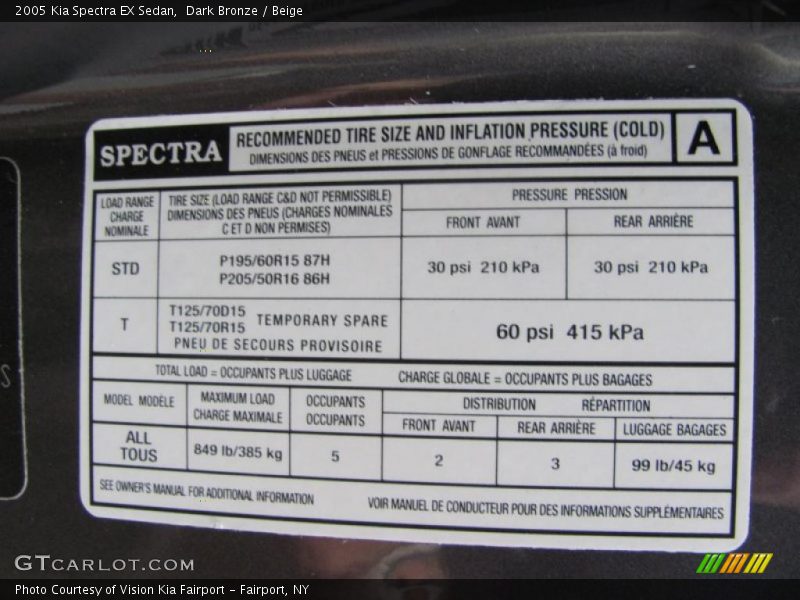 2005 Kia Spectra EX Sedan,  Dark Bronze / Beige
SPECTRA
RECOMMENDED TIRE SIZE AND INFLATION PRESSURE (COLD)
DIMENSIONS DES PNEUS et PRESSIONS DE GONFLAGE RECOMMANDÉES (à froid)
A
LOAD RANGE
CHARGE
NOMINALE
TIRE SIZE (LOAD RANGE C&D NOT PERMISSIBLE)
DIMENSIONS DES PNEUS (CHARGES NOMINALES
C ET D NON PERMISES)
PRESSURE PRESSION
FRONT AVANT
REAR ARRIÈRE
STD
P195/60R15 87H
P205/50R16 86H
30 psi 210 kPa
30 psi 210 kPa
T
T125/70D15
T125/70R15
TEMPORARY SPARE
PNEU DE SECOURS PROVISOIRE
60 psi 415 kPa
TOTAL LOAD = OCCUPANTS PLUS LUGGAGE
CHARGE GLOBALE = OCCUPANTS PLUS BAGAGES
MODEL MODÈLE
MAXIMUM LOAD
CHARGE MAXIMALE
OCCUPANTS
OCCUPANTS
DISTRIBUTION
RÉPARTITION
FRONT AVANT
REAR ARRIÈRE
LUGGAGE BAGAGES
ALL
TOUS
849 lb/385 kg
5
2
3
99 lb/45 kg
SEE OWNER'S MANUAL FOR ADDITIONAL INFORMATION
VOIR MANUEL DE CONDUCTEUR POUR DES INFORMATIONS SUPPLÉMENTAIRES
S
GTCARLOT.COM
Photo Courtesy of Vision Kia Fairport – Fairport, NY